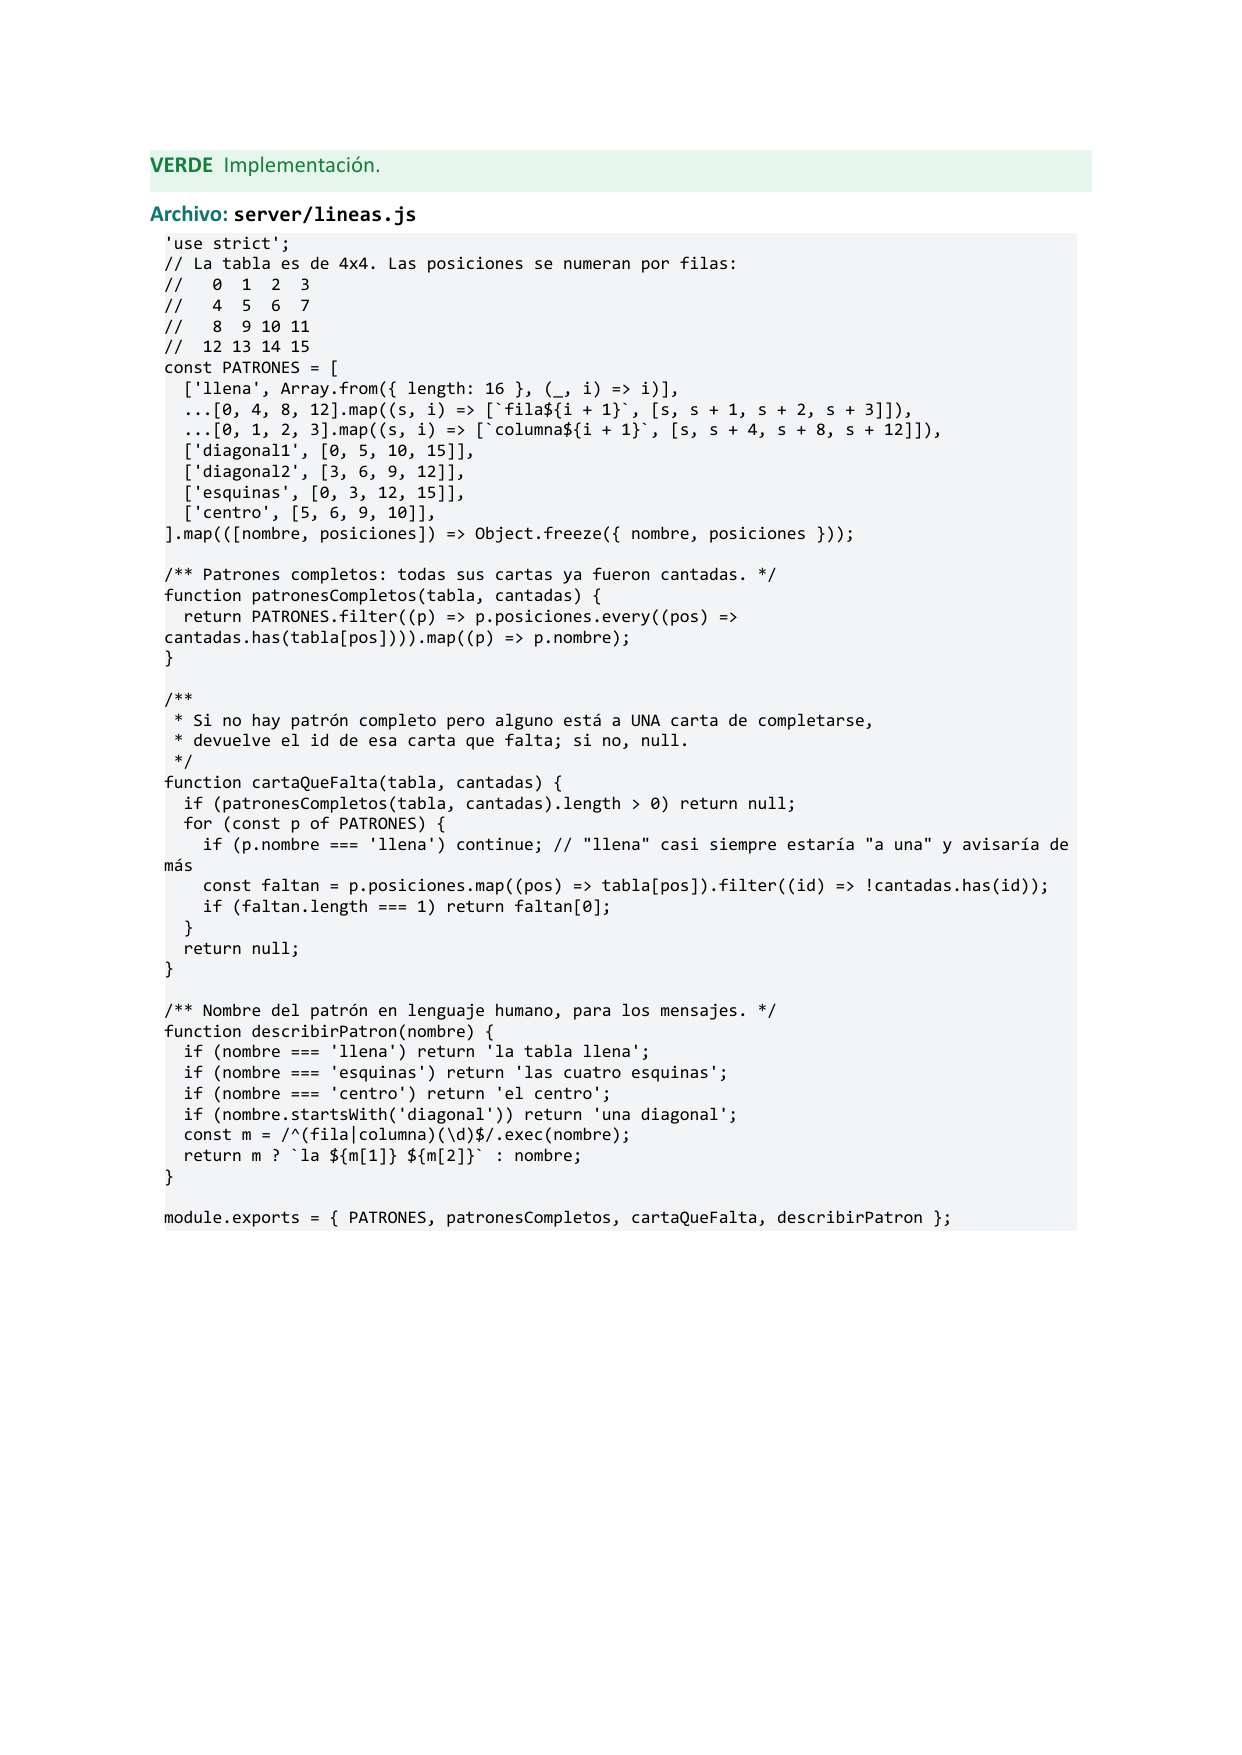 VERDE  Implementación.
Archivo: server/lineas.js
'use strict';
// La tabla es de 4x4. Las posiciones se numeran por filas:
//   0  1  2  3
//   4  5  6  7
//   8  9 10 11
//  12 13 14 15
const PATRONES = [
  ['llena', Array.from({ length: 16 }, (_, i) => i)],
  ...[0, 4, 8, 12].map((s, i) => [`fila${i + 1}`, [s, s + 1, s + 2, s + 3]]),
  ...[0, 1, 2, 3].map((s, i) => [`columna${i + 1}`, [s, s + 4, s + 8, s + 12]]),
  ['diagonal1', [0, 5, 10, 15]],
  ['diagonal2', [3, 6, 9, 12]],
  ['esquinas', [0, 3, 12, 15]],
  ['centro', [5, 6, 9, 10]],
].map(([nombre, posiciones]) => Object.freeze({ nombre, posiciones }));

/** Patrones completos: todas sus cartas ya fueron cantadas. */
function patronesCompletos(tabla, cantadas) {
  return PATRONES.filter((p) => p.posiciones.every((pos) =>
cantadas.has(tabla[pos]))).map((p) => p.nombre);
}

/**
 * Si no hay patrón completo pero alguno está a UNA carta de completarse,
 * devuelve el id de esa carta que falta; si no, null.
 */
function cartaQueFalta(tabla, cantadas) {
  if (patronesCompletos(tabla, cantadas).length > 0) return null;
  for (const p of PATRONES) {
    if (p.nombre === 'llena') continue; // "llena" casi siempre estaría "a una" y avisaría de
más
    const faltan = p.posiciones.map((pos) => tabla[pos]).filter((id) => !cantadas.has(id));
    if (faltan.length === 1) return faltan[0];
  }
  return null;
}

/** Nombre del patrón en lenguaje humano, para los mensajes. */
function describirPatron(nombre) {
  if (nombre === 'llena') return 'la tabla llena';
  if (nombre === 'esquinas') return 'las cuatro esquinas';
  if (nombre === 'centro') return 'el centro';
  if (nombre.startsWith('diagonal')) return 'una diagonal';
  const m = /^(fila|columna)(\d)$/.exec(nombre);
  return m ? `la ${m[1]} ${m[2]}` : nombre;
}

module.exports = { PATRONES, patronesCompletos, cartaQueFalta, describirPatron };